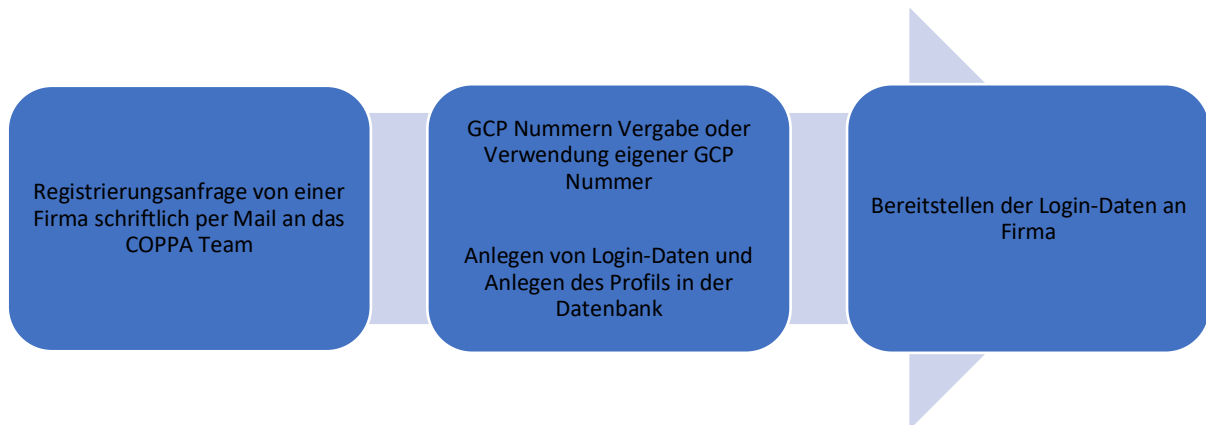 Registrierungsanfrage von einer
Firma schriftlich per Mail an das
COPPA Team
GCP Nummern Vergabe oder
Verwendung eigener GCP
Nummer
Anlegen von Login-Daten und
Anlegen des Profils in der
Datenbank
Bereitstellen der Login-Daten an
Firma